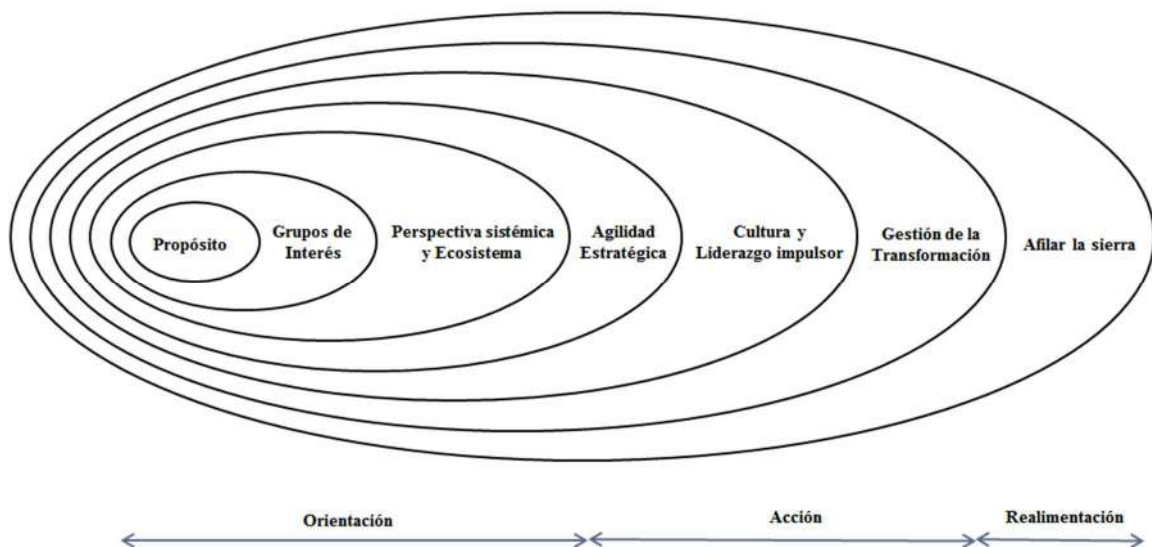 Propósito
Grupos de
Interés
Perspectiva sistémica
y Ecosistema
Agilidad
Estratégica
Cultura y
Liderazgo impulsor
Gestión de la
Transformación
Afilar la sierra
Orientación
Acción
Realimentación